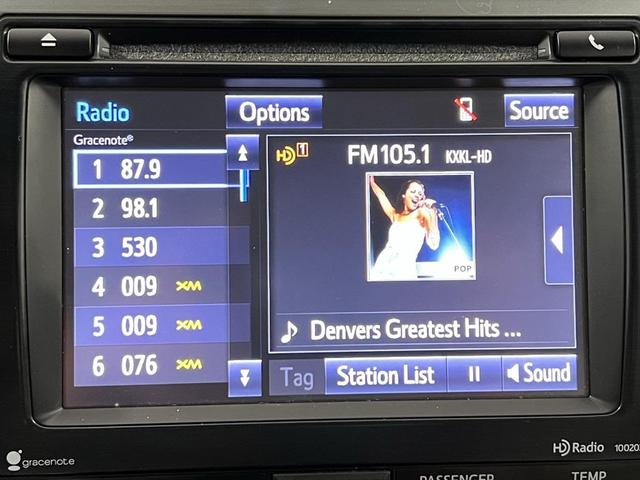 Radio
Options
Source
Gracenote®
1 87.9
2 98.1
3 530
4 009 XM
5 009 XM
6 076 XM
HD 1
FM105.1 KXKL-HD
POP
Denvers Greatest Hits ...
Tag
Station List
Sound
gracenote
HD Radio
PASSENGER
TEMP